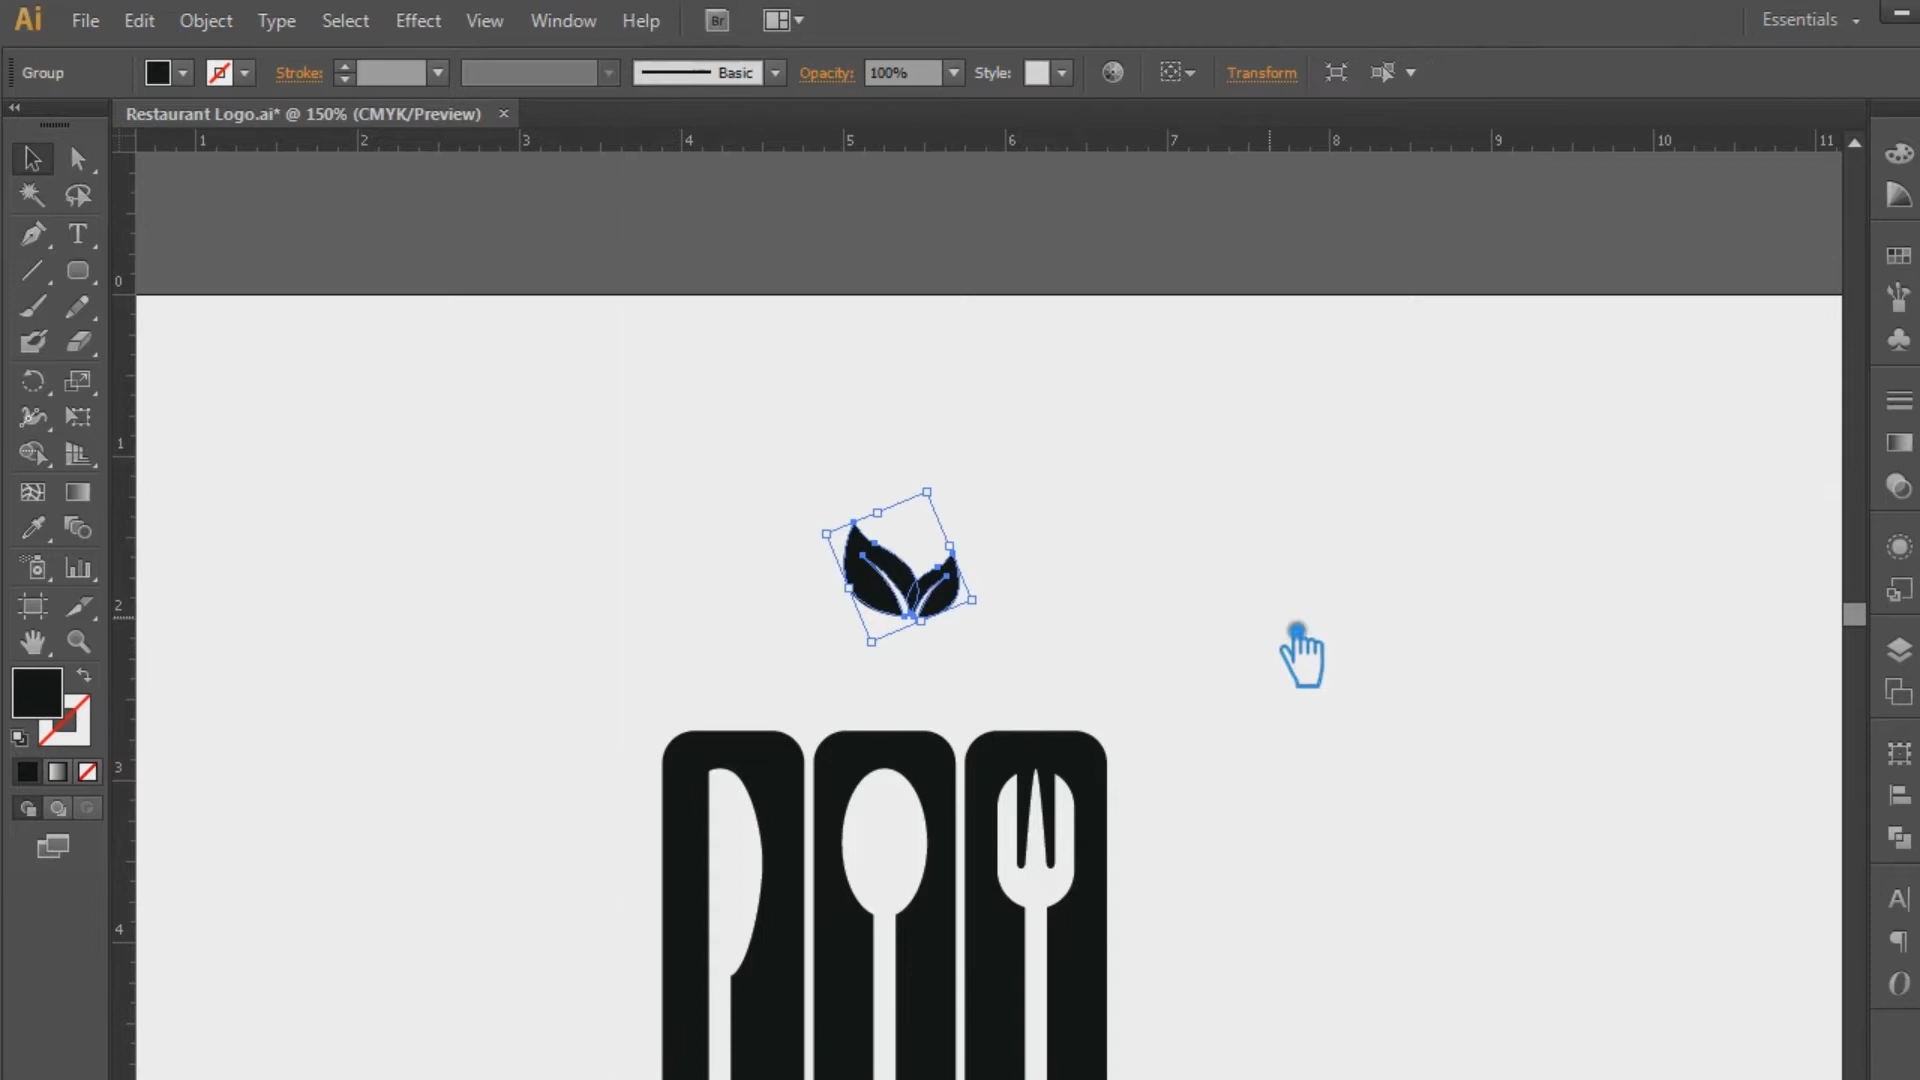 Ai File Edit Object Type Select Effect View Window Help Br Essentials
Group Stroke: Basic Opacity: 100% Style: Transform
Restaurant Logo.ai* @ 150% (CMYK/Preview) ×
1 2 3 4 5 6 7 8 9 10 11
T
0
1
2
3
4
A
O